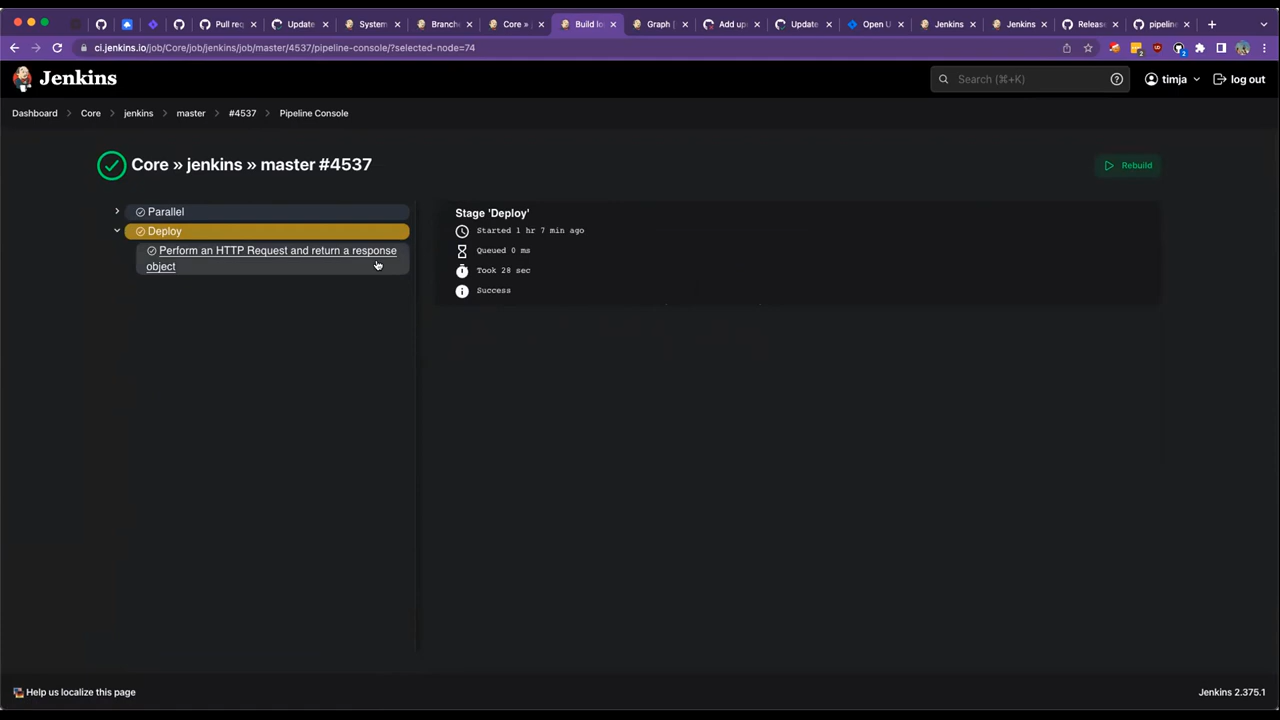 Pull req
Update
System
Branche
Core »
Build lo
Graph |
Add up
Update
Open U
Jenkins
Jenkins
Release
pipeline
ci.jenkins.io/job/Core/job/jenkins/job/master/4537/pipeline-console/?selected-node=74
Jenkins
Search (⌘+K)
timja
log out
Dashboard > Core > jenkins > master > #4537 > Pipeline Console
Core » jenkins » master #4537
Rebuild
Parallel
Deploy
Perform an HTTP Request and return a response
object
Stage 'Deploy'
Started 1 hr 7 min ago
Queued 0 ms
Took 28 sec
Success
Help us localize this page
Jenkins 2.375.1